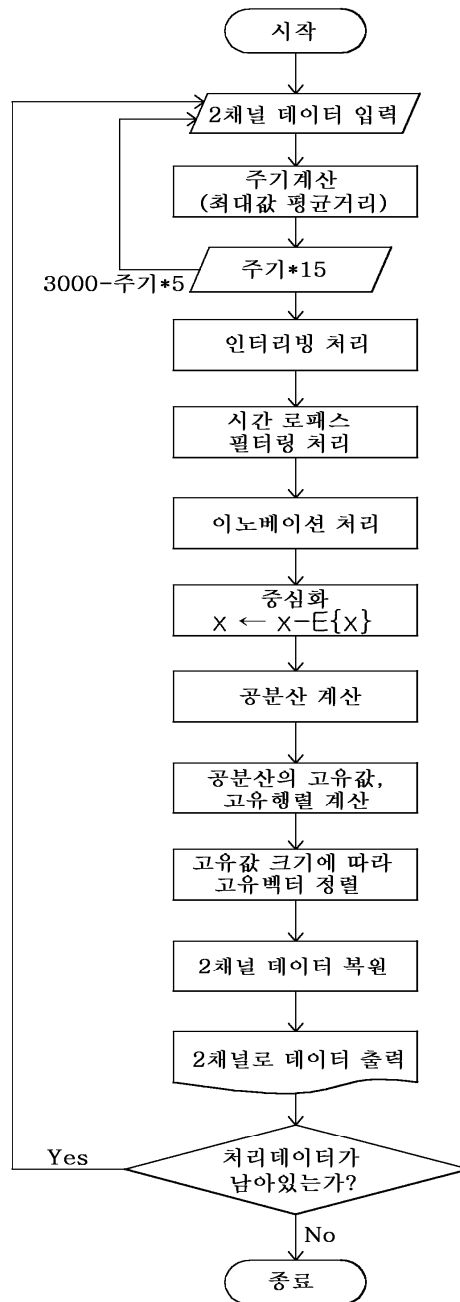 시작
2채널 데이터 입력
주기계산
(최대값 평균거리)
주기*15
3000-주기*5
인터리빙 처리
시간 로패스
필터링 처리
이노베이션 처리
중심화
x ← x-E{x}
공분산 계산
공분산의 고유값,
고유행렬 계산
고유값 크기에 따라
고유벡터 정렬
2채널 데이터 복원
2채널로 데이터 출력
처리데이터가
남아있는가?
Yes
No
종료